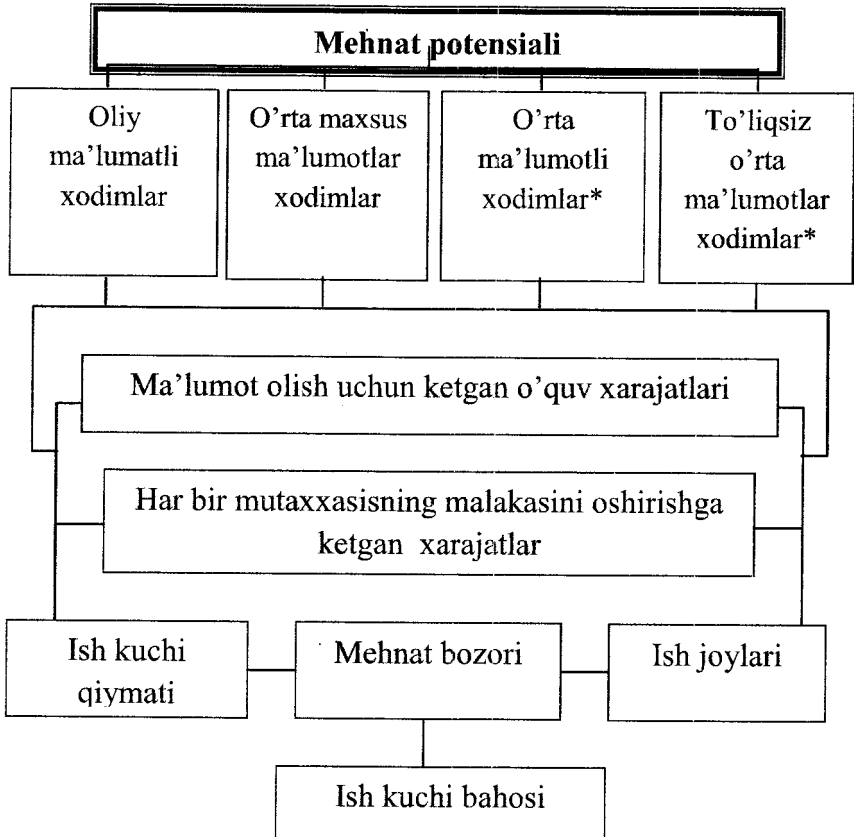 Mehnat potensiali
Oliy
ma'lumatli
xodimlar
O'rta maxsus
ma'lumotlar
xodimlar
O'rta
ma'lumotli
xodimlar*
To'liqsiz
o'rta
ma'lumotlar
xodimlar*
Ma'lumot olish uchun ketgan o'quv xarajatlari
Har bir mutaxxasisning malakasini oshirishga
ketgan xarajatlar
Ish kuchi
qiymati
Mehnat bozori
Ish joylari
Ish kuchi bahosi